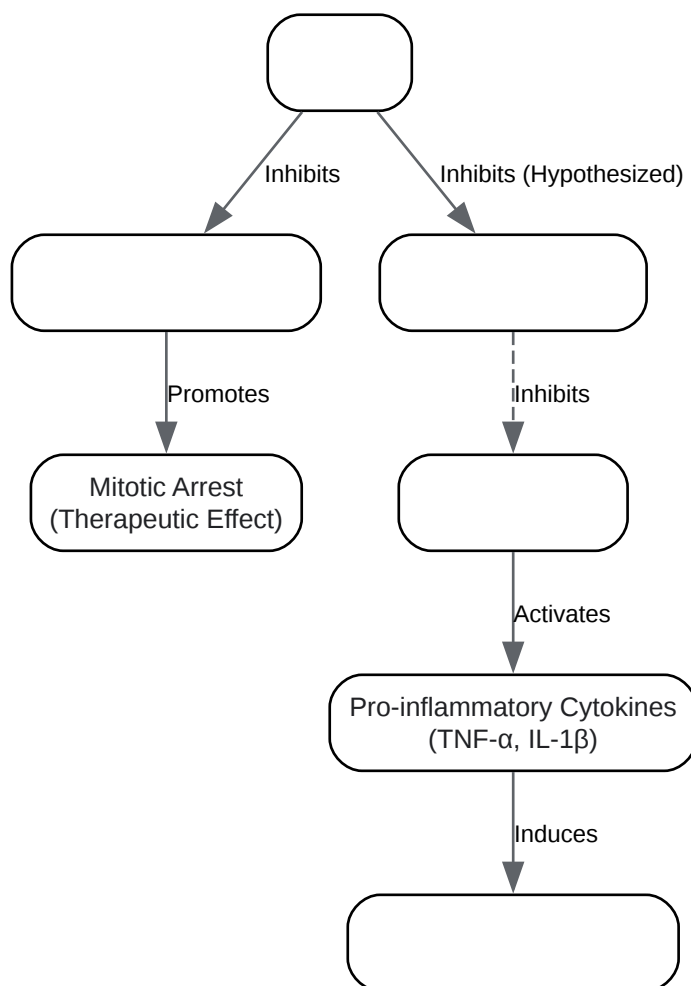 Inhibits
Inhibits (Hypothesized)
Promotes
Inhibits
Mitotic Arrest
(Therapeutic Effect)
Activates
Pro-inflammatory Cytokines
(TNF-α, IL-1β)
Induces